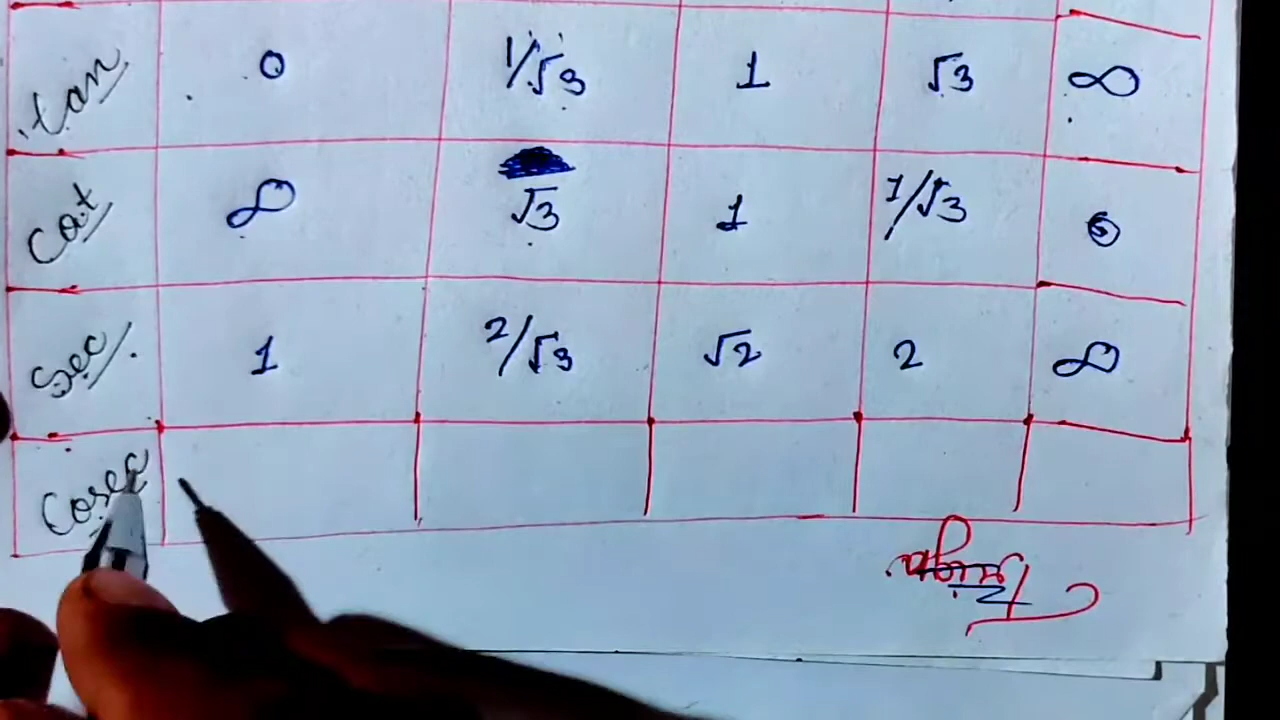 tan 0 1/√3 1 √3 ∞
Cot ∞ √3 1 1/√3 0
Sec 1 2/√3 √2 2 ∞
Cosec